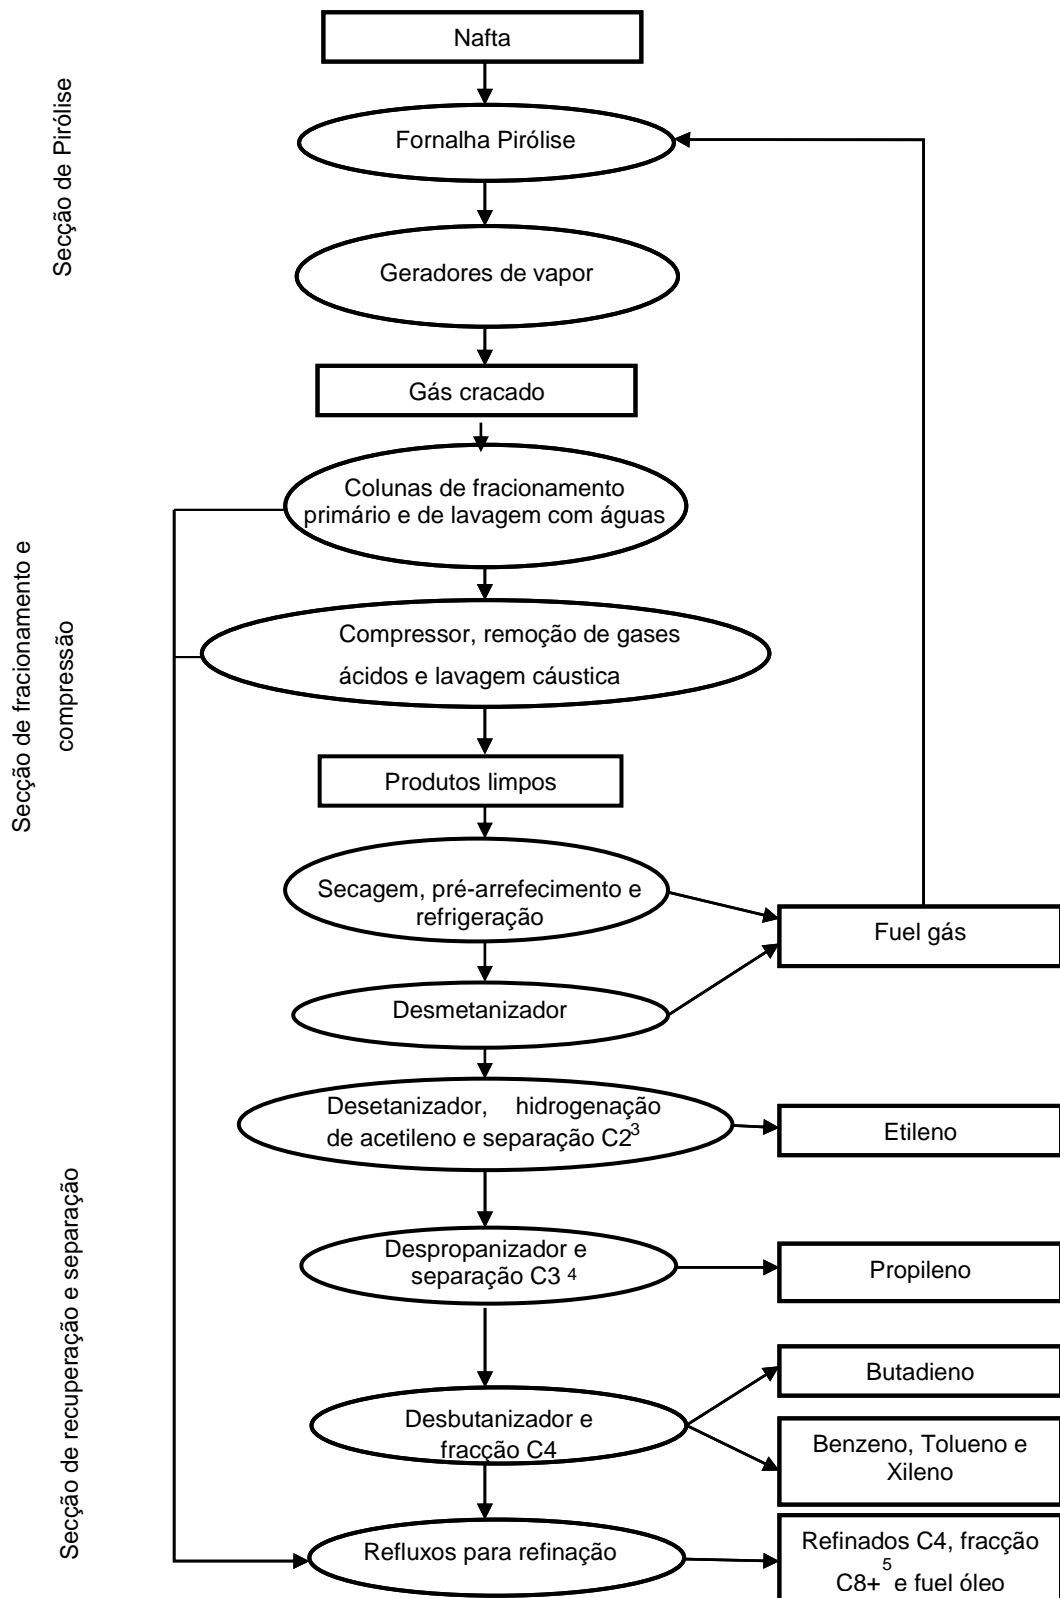 Nafta
Secção de Pirólise
Fornalha Pirólise
Geradores de vapor
Gás cracado
Colunas de fracionamento
primário e de lavagem com águas
Secção de fracionamento e
compressão
Compressor, remoção de gases
ácidos e lavagem cáustica
Produtos limpos
Secagem, pré-arrefecimento e
refrigeração
Fuel gás
Desmetanizador
Secção de recuperação e separação
Desetanizador, hidrogenação
de acetileno e separação C2³
Etileno
Despropanizador e
separação C3 ⁴
Propileno
Desbutanizador e
fracção C4
Butadieno
Benzeno, Tolueno e
Xileno
Refluxos para refinação
Refinados C4, fracção
C8+⁵ e fuel óleo